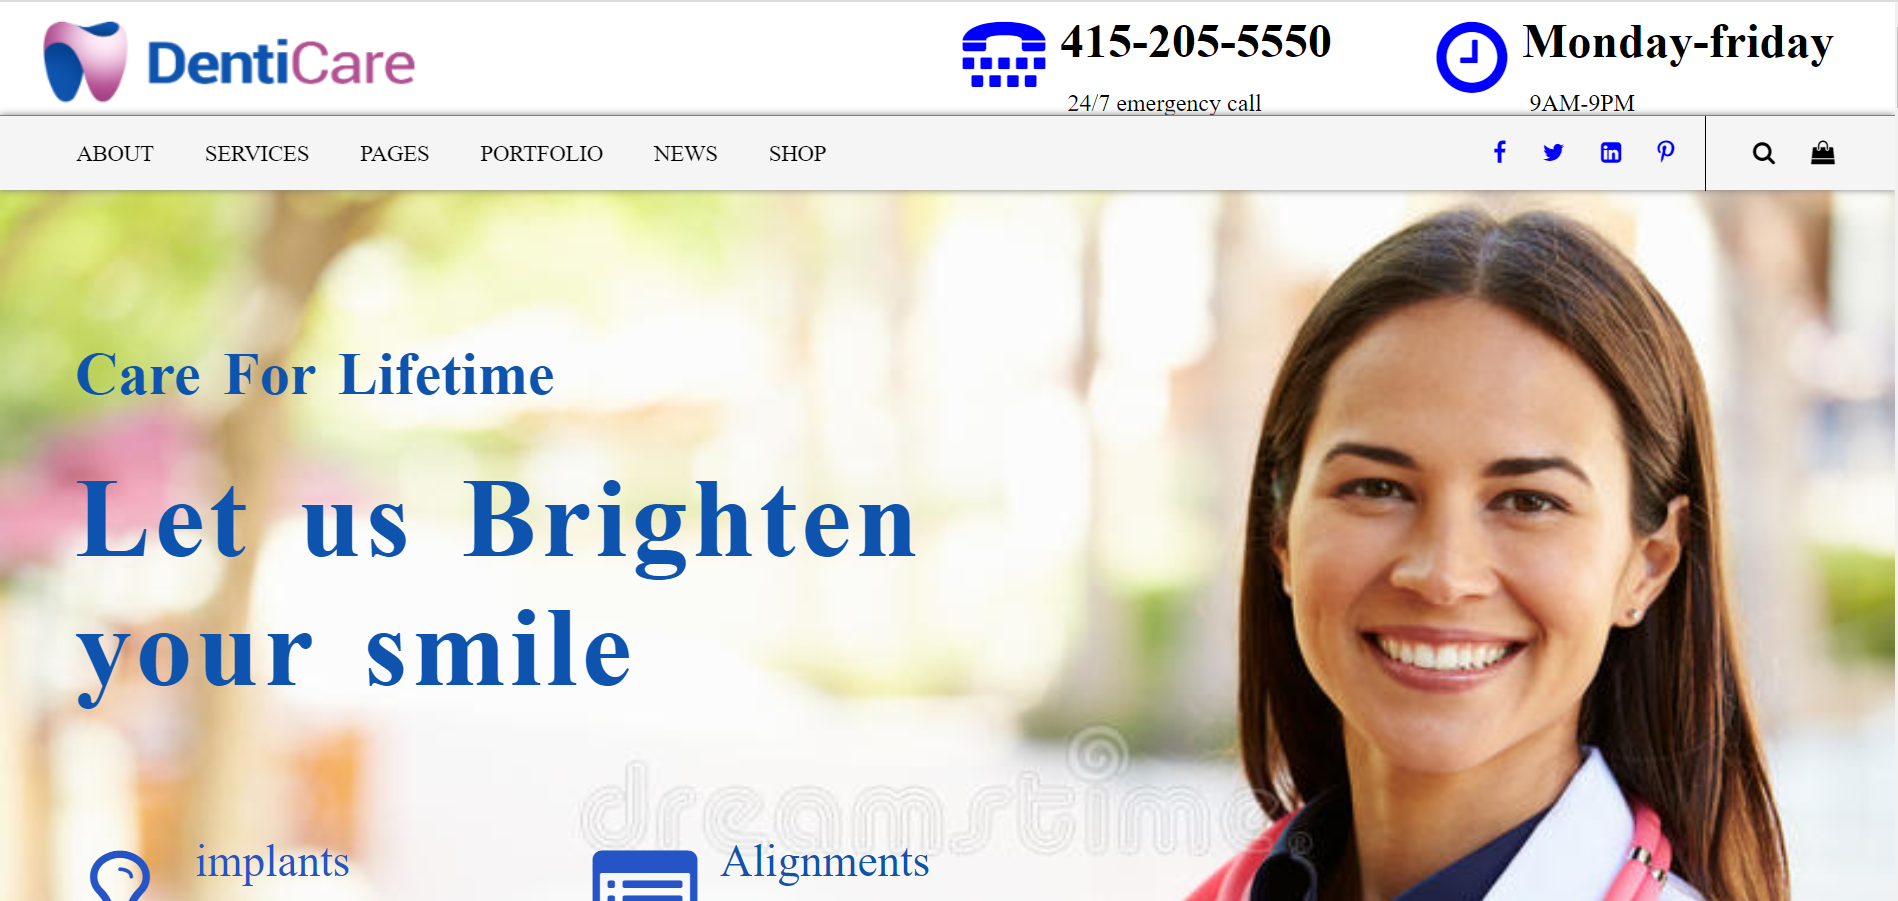 DentiCare
415-205-5550
24/7 emergency call
Monday-friday
9AM-9PM
ABOUT SERVICES PAGES PORTFOLIO NEWS SHOP
Care For Lifetime
Let us Brighten
your smile
dreamstime
implants
Alignments